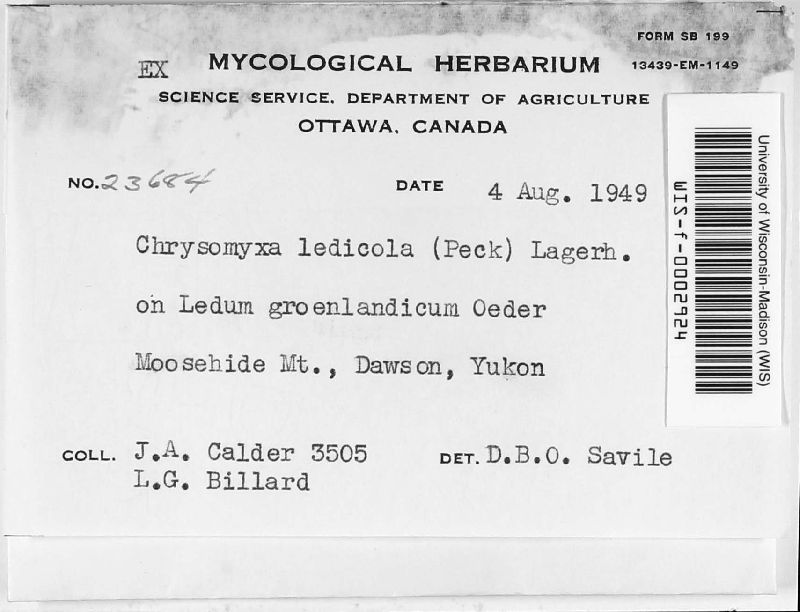 FORM SB 199
EX MYCOLOGICAL HERBARIUM 13439-EM-1149
SCIENCE SERVICE, DEPARTMENT OF AGRICULTURE
OTTAWA, CANADA
NO. 23684 DATE 4 Aug. 1949
Chrysomyxa ledicola (Peck) Lagerh.
on Ledum groenlandicum Oeder
Moosehide Mt., Dawson, Yukon
COLL. J.A. Calder 3505 DET. D.B.O. Savile
L.G. Billard
University of Wisconsin-Madison (WIS)
WIS-f-0002924